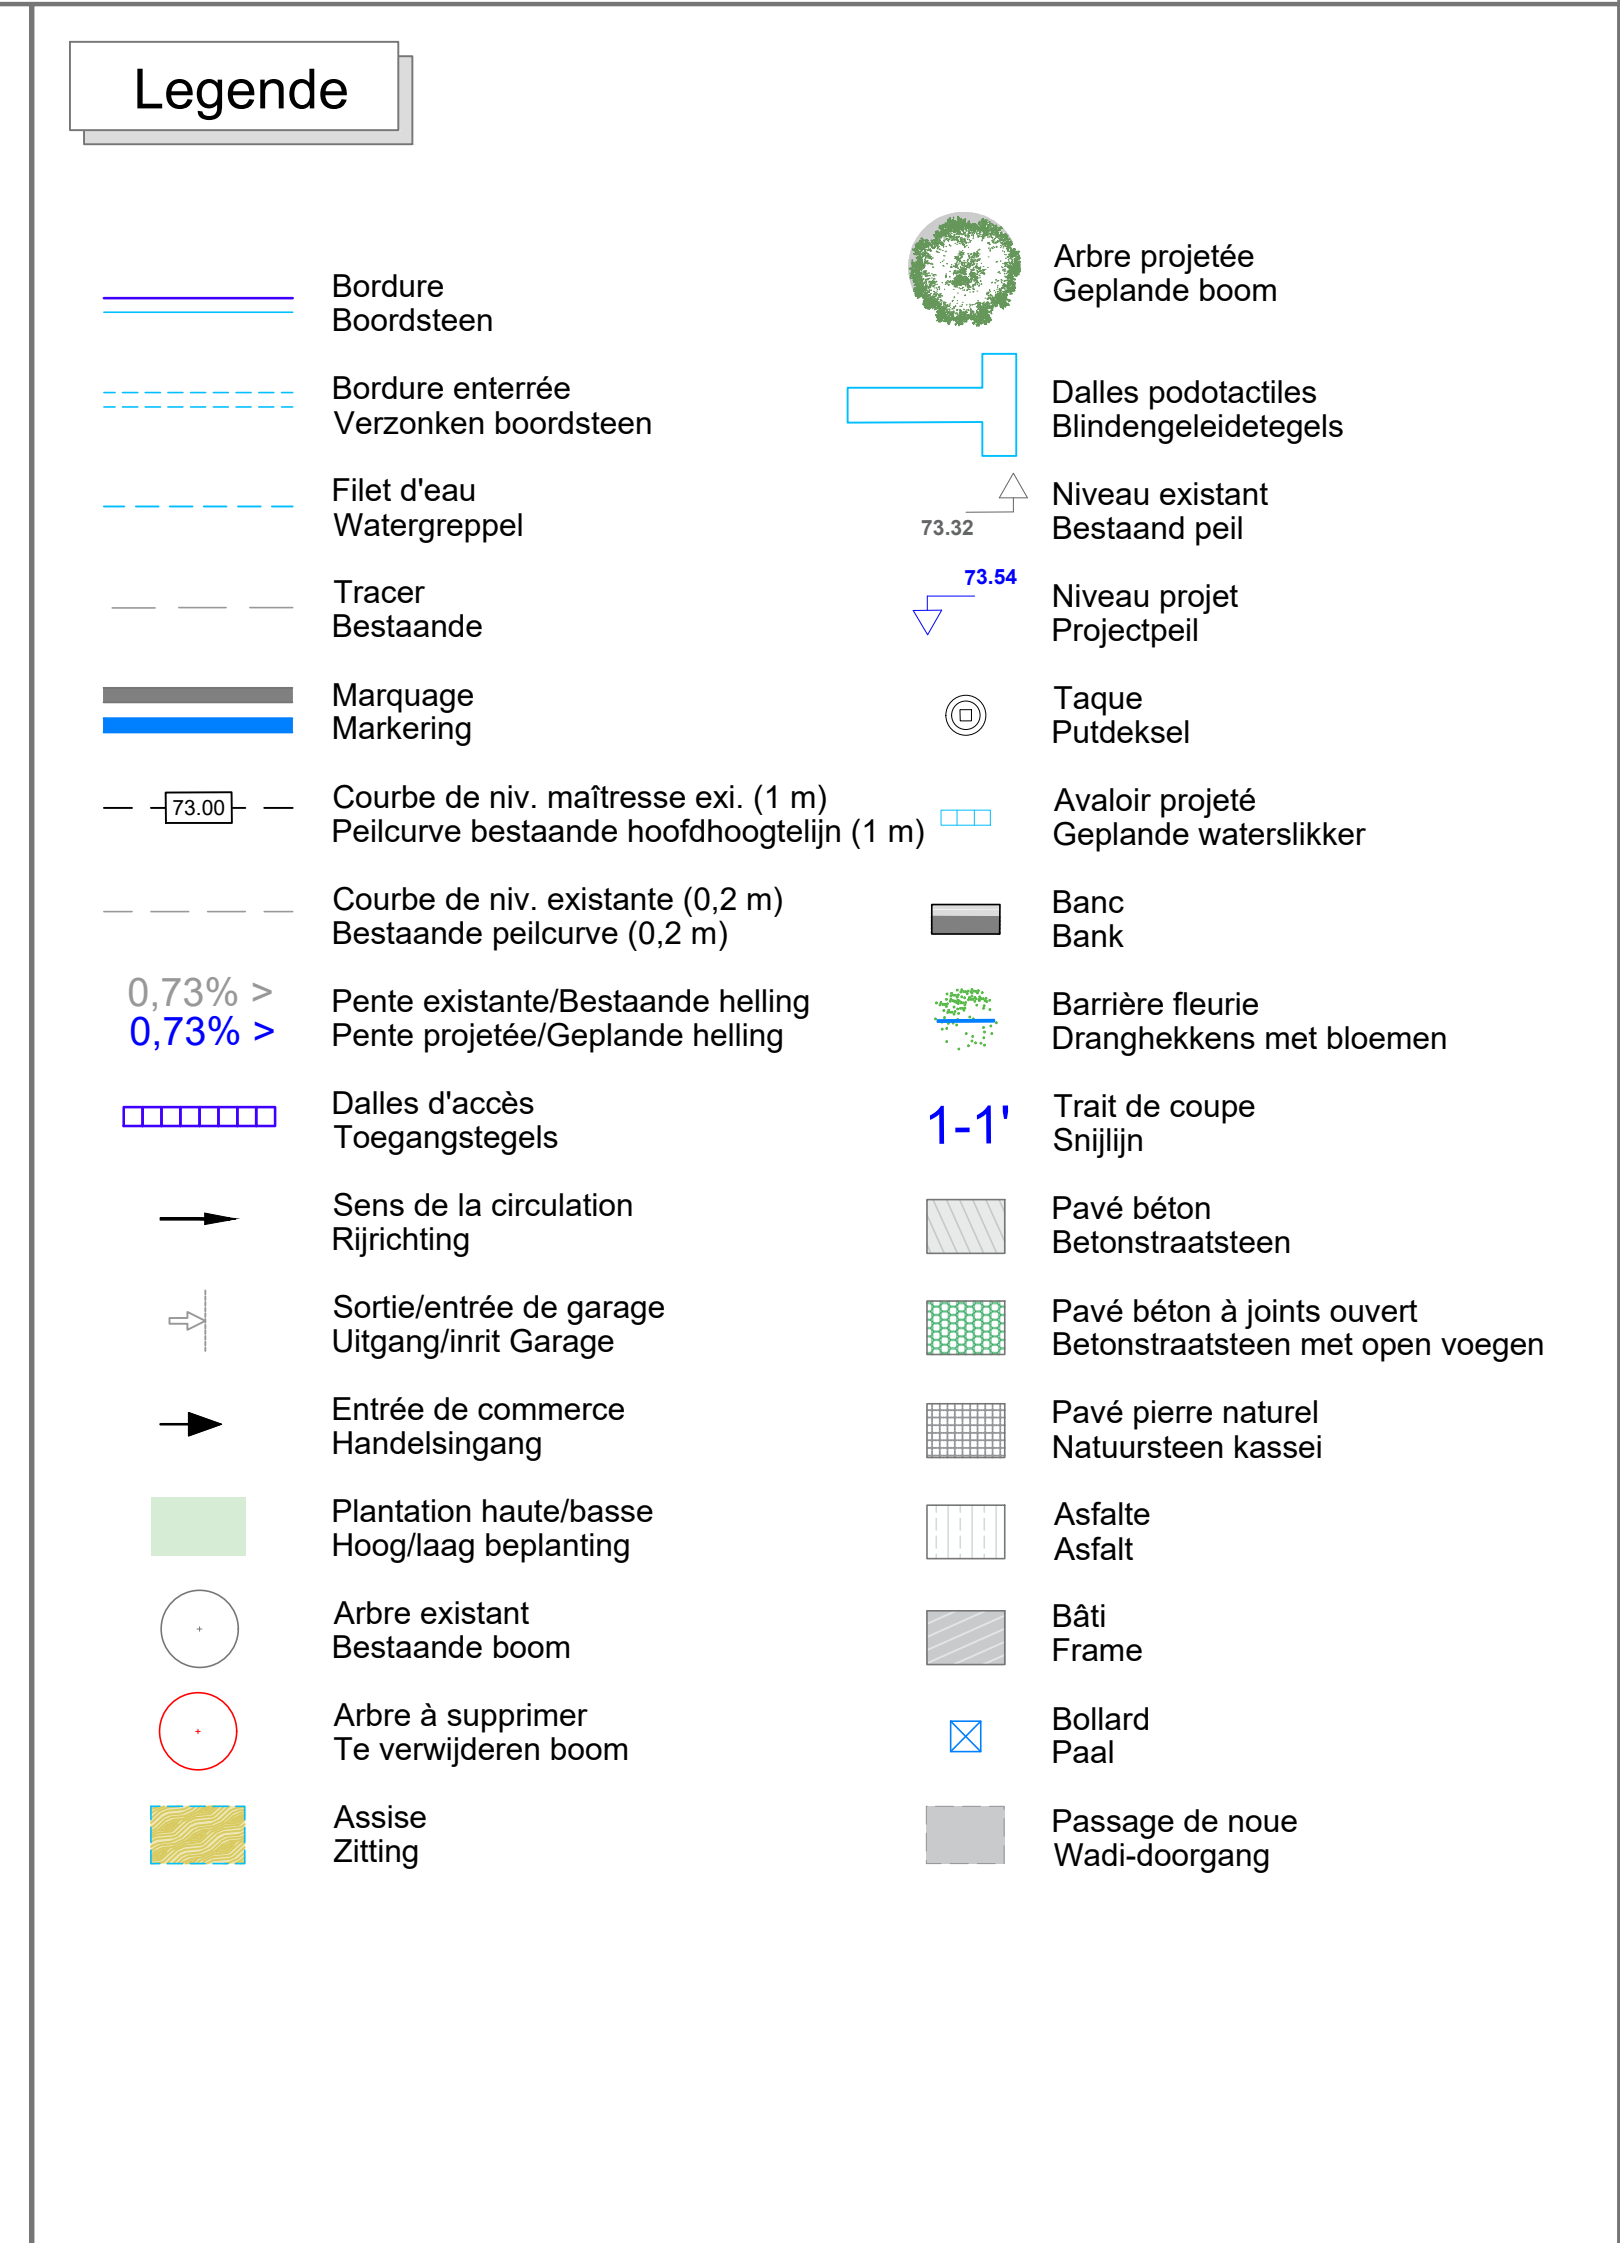 Legende
Bordure
Boordsteen
Bordure enterrée
Verzonken boordsteen
Filet d'eau
Watergreppel
Tracer
Bestaande
Marquage
Markering
73.00
Courbe de niv. maîtresse exi. (1 m)
Peilcurve bestaande hoofdhoogtelijn (1 m)
Courbe de niv. existante (0,2 m)
Bestaande peilcurve (0,2 m)
0,73% >
0,73% >
Pente existante/Bestaande helling
Pente projetée/Geplande helling
Dalles d'accès
Toegangstegels
Sens de la circulation
Rijrichting
Sortie/entrée de garage
Uitgang/inrit Garage
Entrée de commerce
Handelsingang
Plantation haute/basse
Hoog/laag beplanting
Arbre existant
Bestaande boom
Arbre à supprimer
Te verwijderen boom
Assise
Zitting
Arbre projetée
Geplande boom
Dalles podotactiles
Blindengeleidetegels
73.32
Niveau existant
Bestaand peil
73.54
Niveau projet
Projectpeil
Taque
Putdeksel
Avaloir projeté
Geplande waterslikker
Banc
Bank
Barrière fleurie
Dranghekkens met bloemen
1-1'
Trait de coupe
Snijlijn
Pavé béton
Betonstraatsteen
Pavé béton à joints ouvert
Betonstraatsteen met open voegen
Pavé pierre naturel
Natuursteen kassei
Asfalte
Asfalt
Bâti
Frame
Bollard
Paal
Passage de noue
Wadi-doorgang